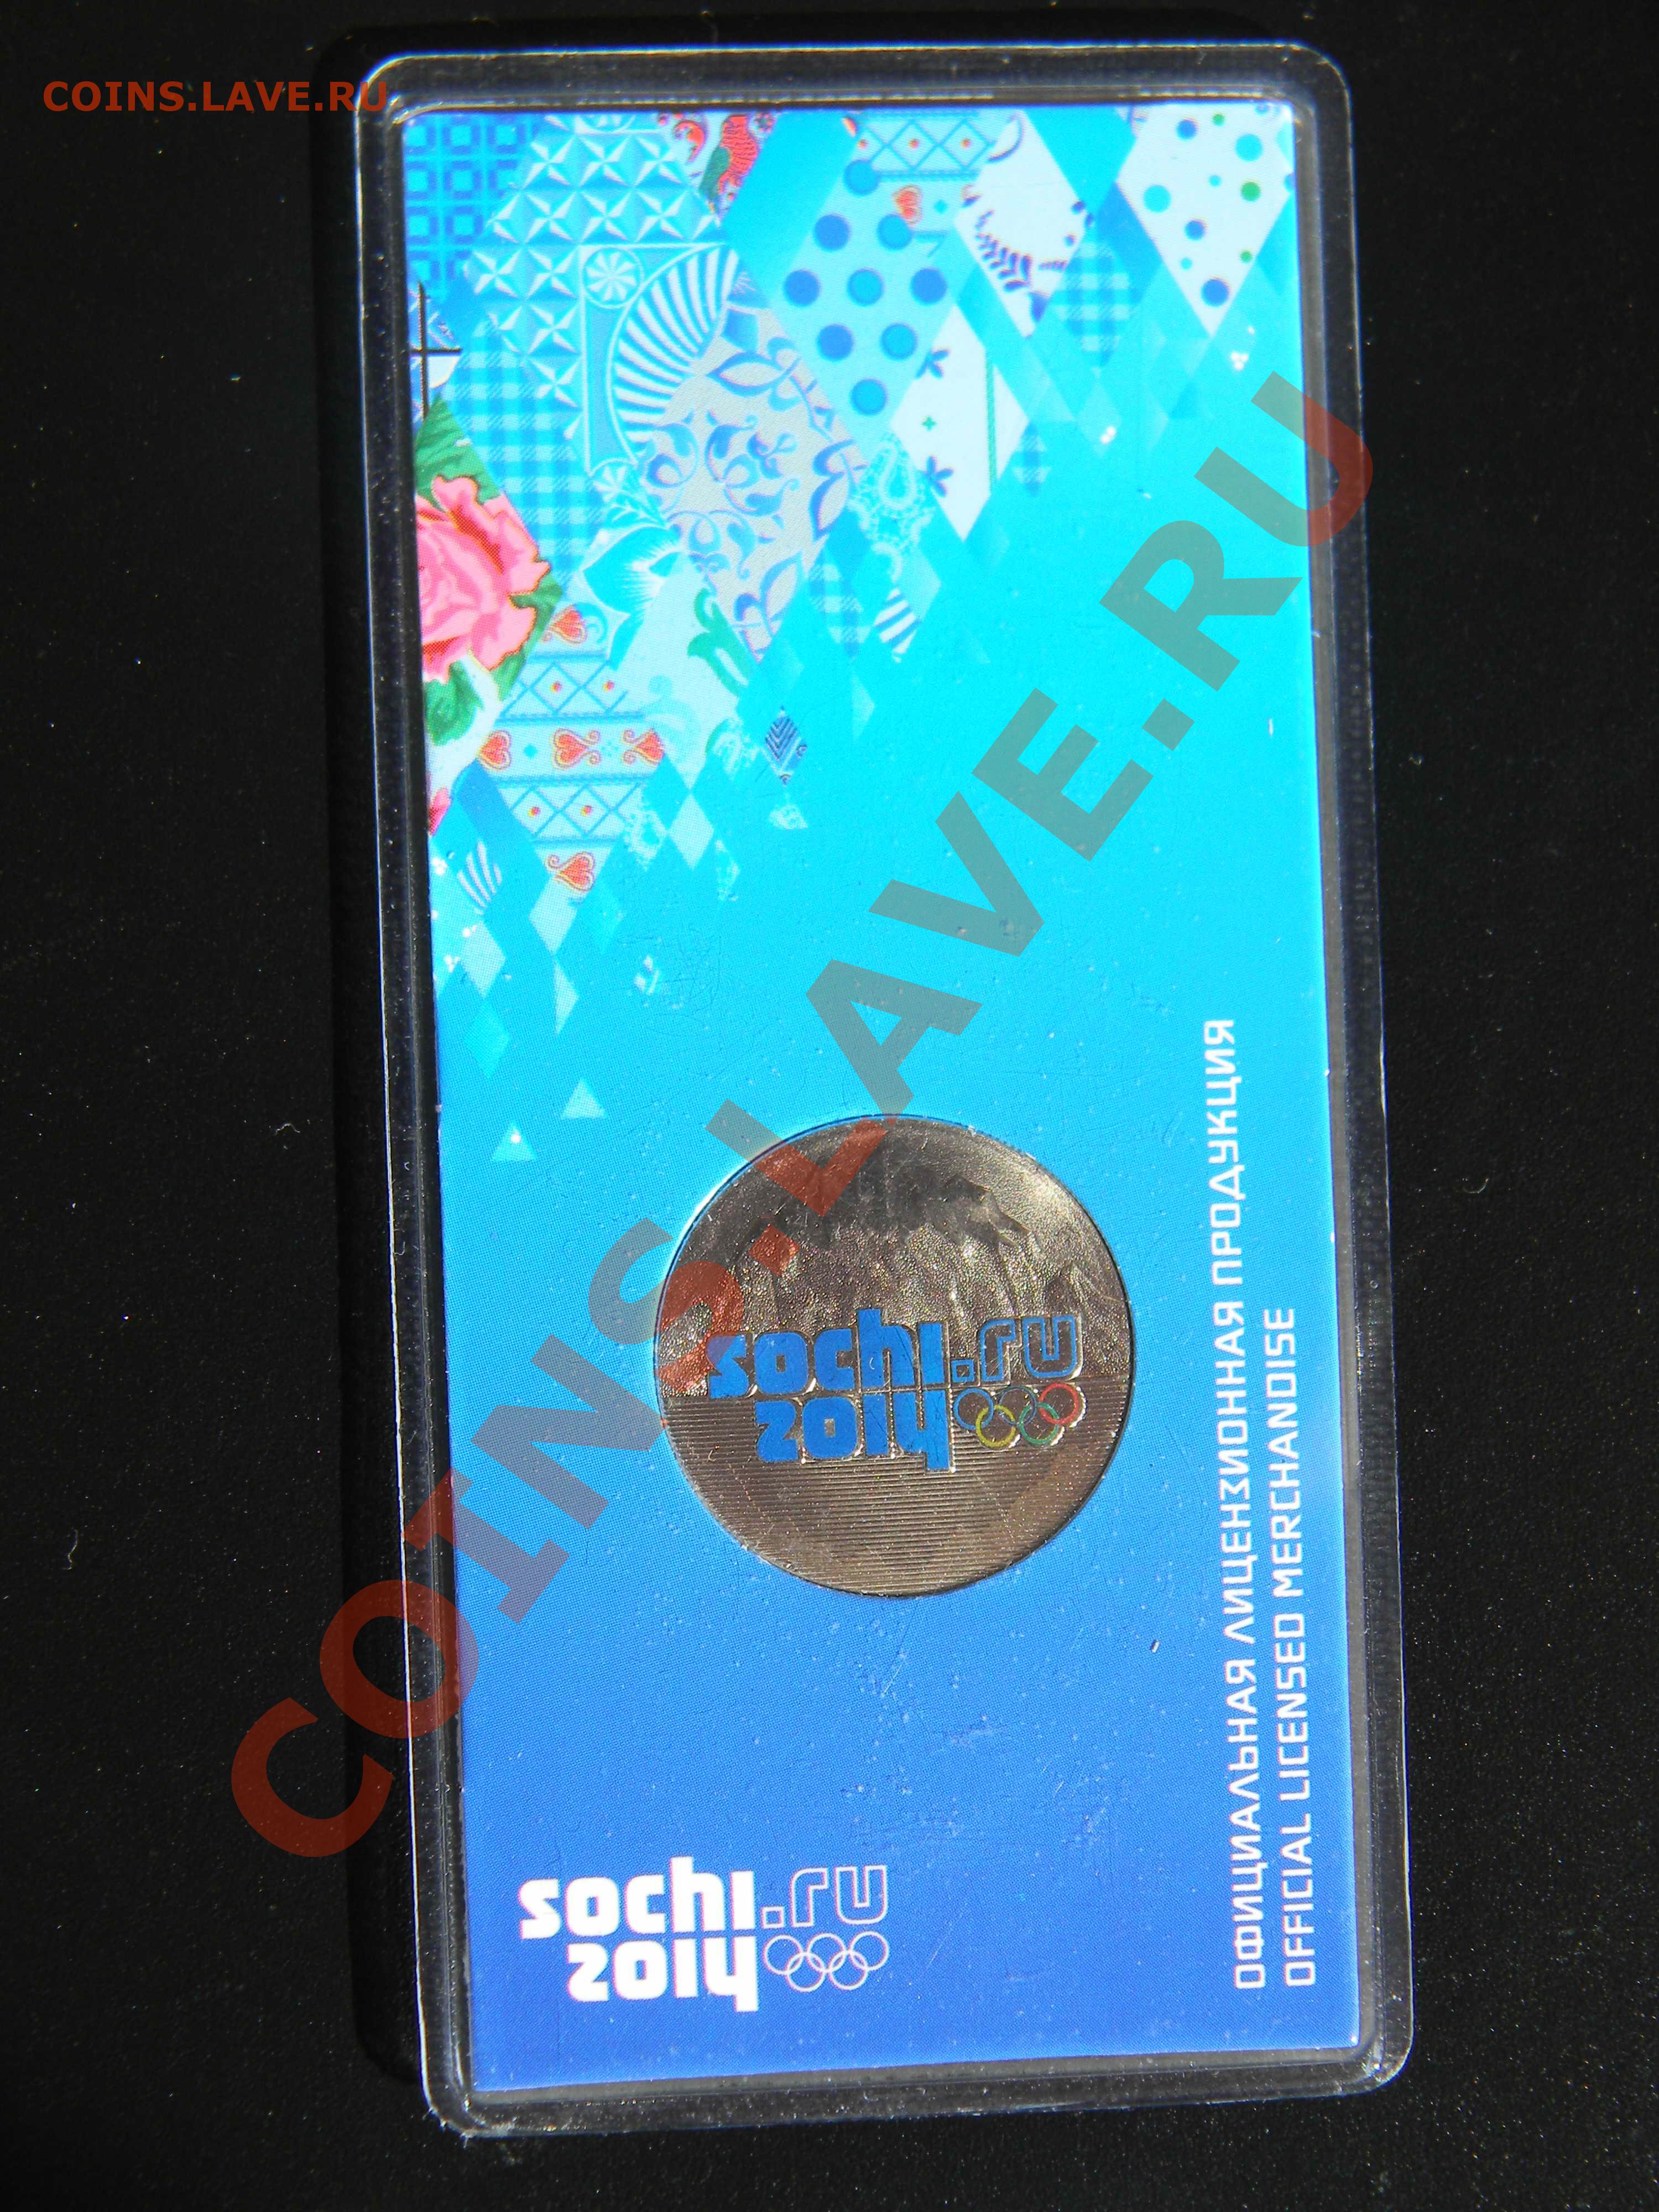 COINS.LAVE.RU
COINS.LAVE.RU
sochi.ru
2014
sochi.ru
2014
ОФИЦИАЛЬНАЯ ЛИЦЕНЗИОННАЯ ПРОДУКЦИЯ
OFFICIAL LICENSED MERCHANDISE